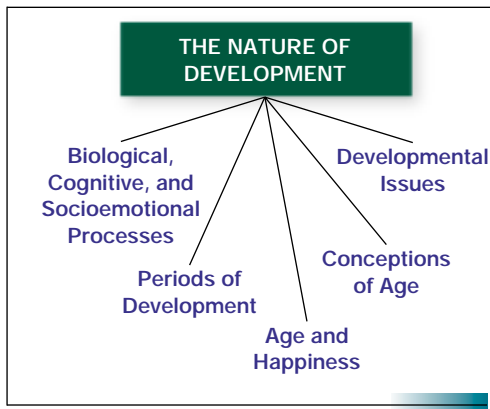 THE NATURE OF
DEVELOPMENT
Biological,
Cognitive, and
Socioemotional
Processes
Periods of
Development
Age and
Happiness
Conceptions
of Age
Developmental
Issues